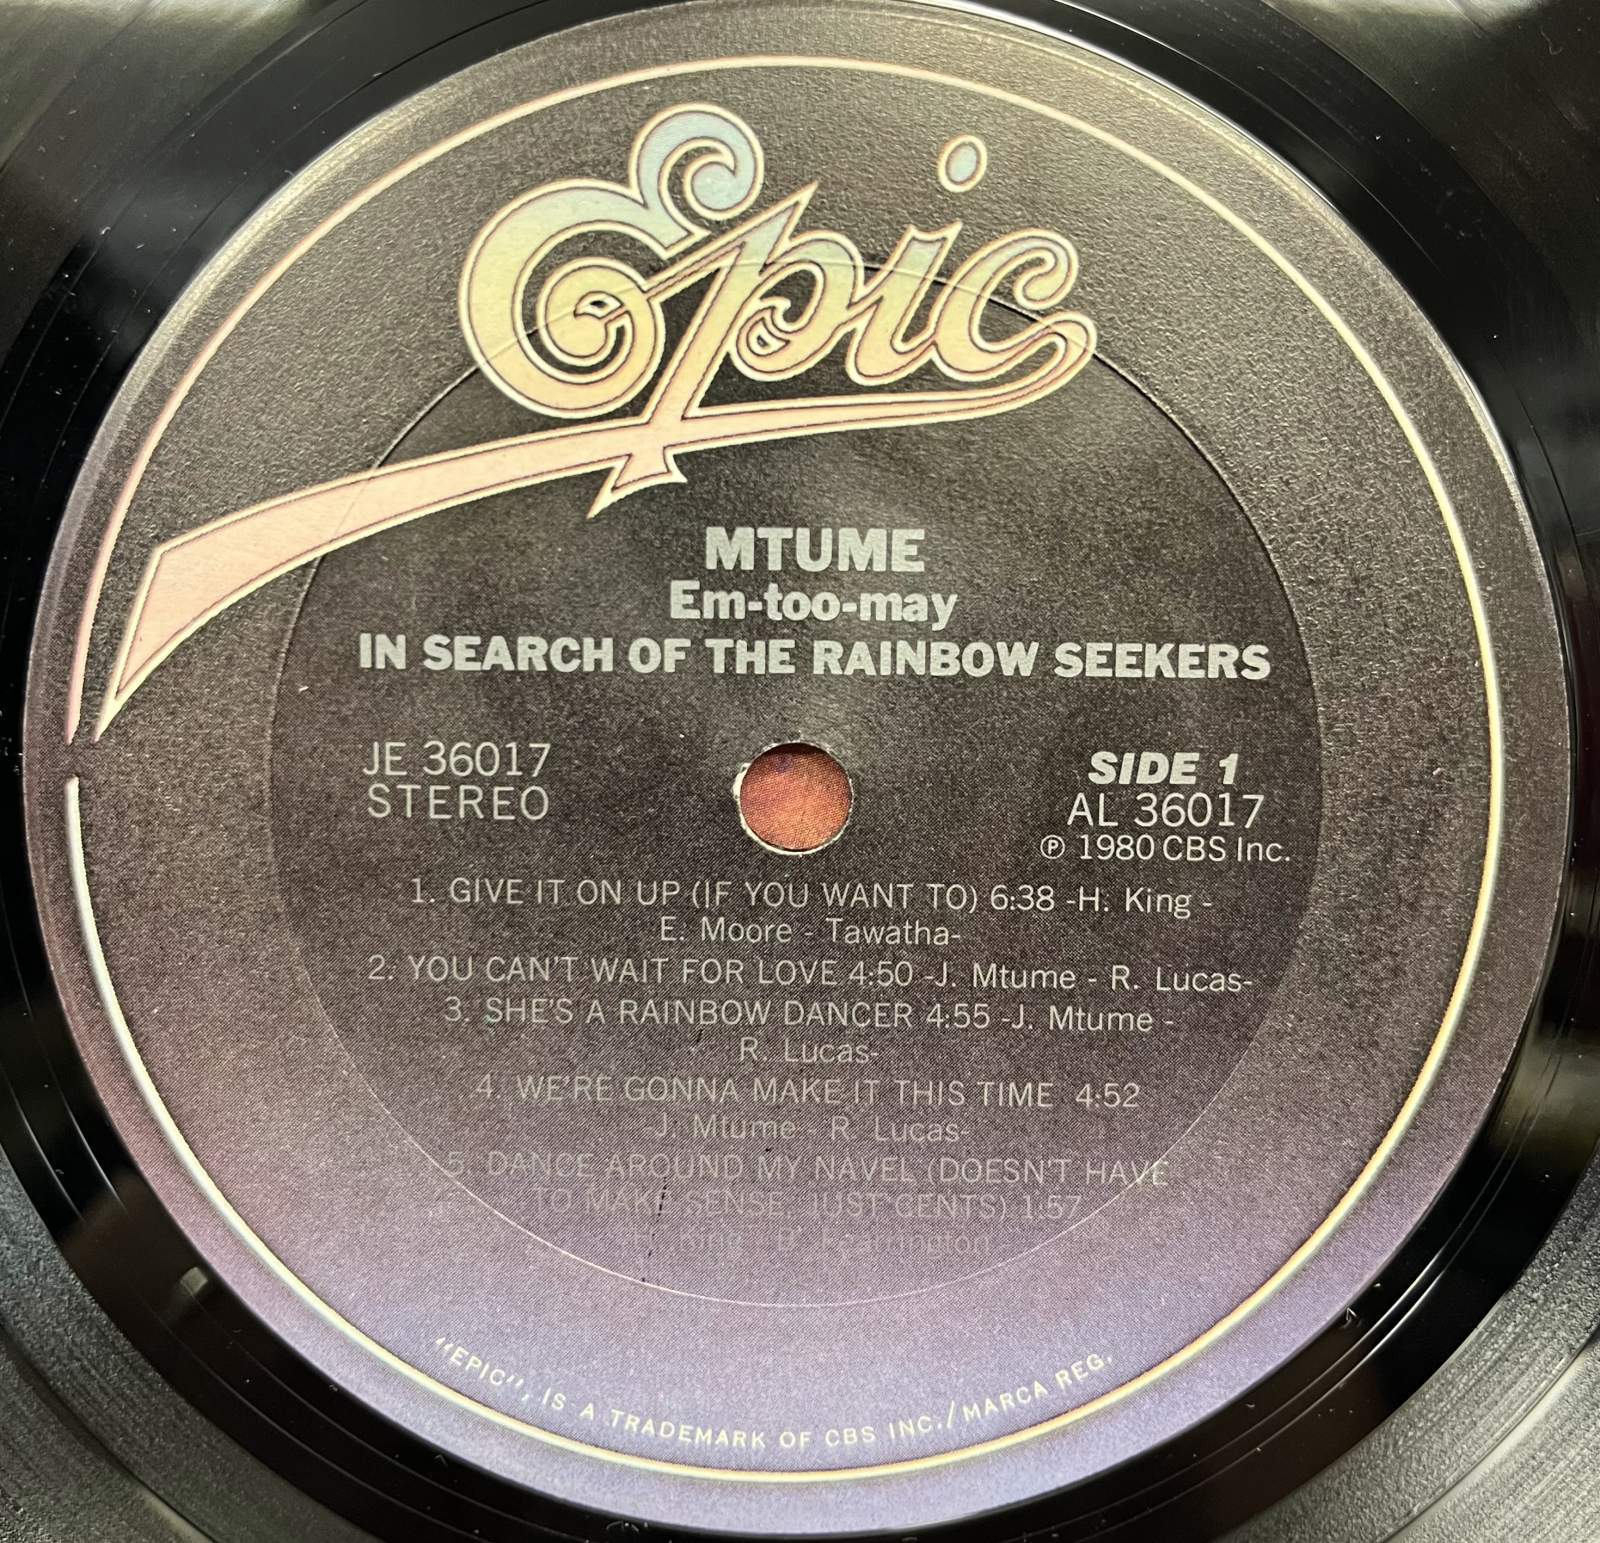 Epic
MTUME
Em-too-may
IN SEARCH OF THE RAINBOW SEEKERS
JE 36017
STEREO
SIDE 1
AL 36017
Ⓟ 1980 CBS Inc.
1. GIVE IT ON UP (IF YOU WANT TO) 6:38 -H. King -
E. Moore - Tawatha-
2. YOU CAN'T WAIT FOR LOVE 4:50 -J. Mtume - R. Lucas-
3. SHE'S A RAINBOW DANCER 4:55 -J. Mtume -
R. Lucas-
4. WE'RE GONNA MAKE IT THIS TIME 4:52
-J. Mtume - R. Lucas-
5. DANCE AROUND MY NAVEL (DOESN'T HAVE
TO MAKE SENSE, JUST CENTS) 1:57
H. King
"EPIC", IS A TRADEMARK OF CBS INC./MARCA REG.